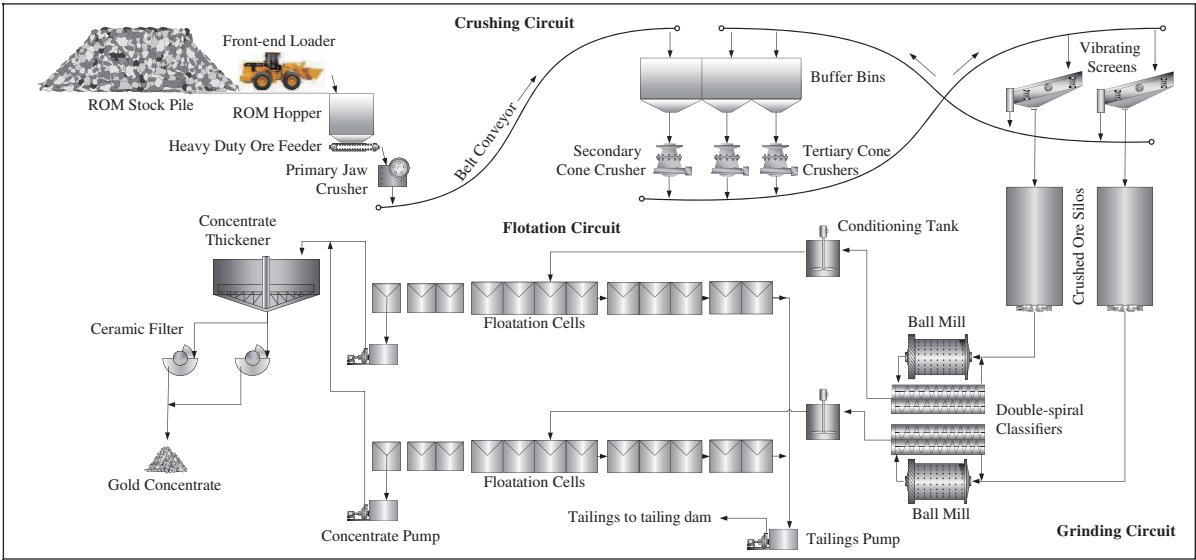 Crushing Circuit
Front-end Loader
ROM Stock Pile
ROM Hopper
Heavy Duty Ore Feeder
Primary Jaw
Crusher
Belt Conveyor
Buffer Bins
Secondary
Cone Crusher
Tertiary Cone
Crushers
Vibrating
Screens
Crushed Ore Silos
Concentrate
Thickener
Flotation Circuit
Conditioning Tank
Floatation Cells
Ceramic Filter
Ball Mill
Double-spiral
Classifiers
Floatation Cells
Gold Concentrate
Ball Mill
Concentrate Pump
Tailings to tailing dam
Tailings Pump
Grinding Circuit